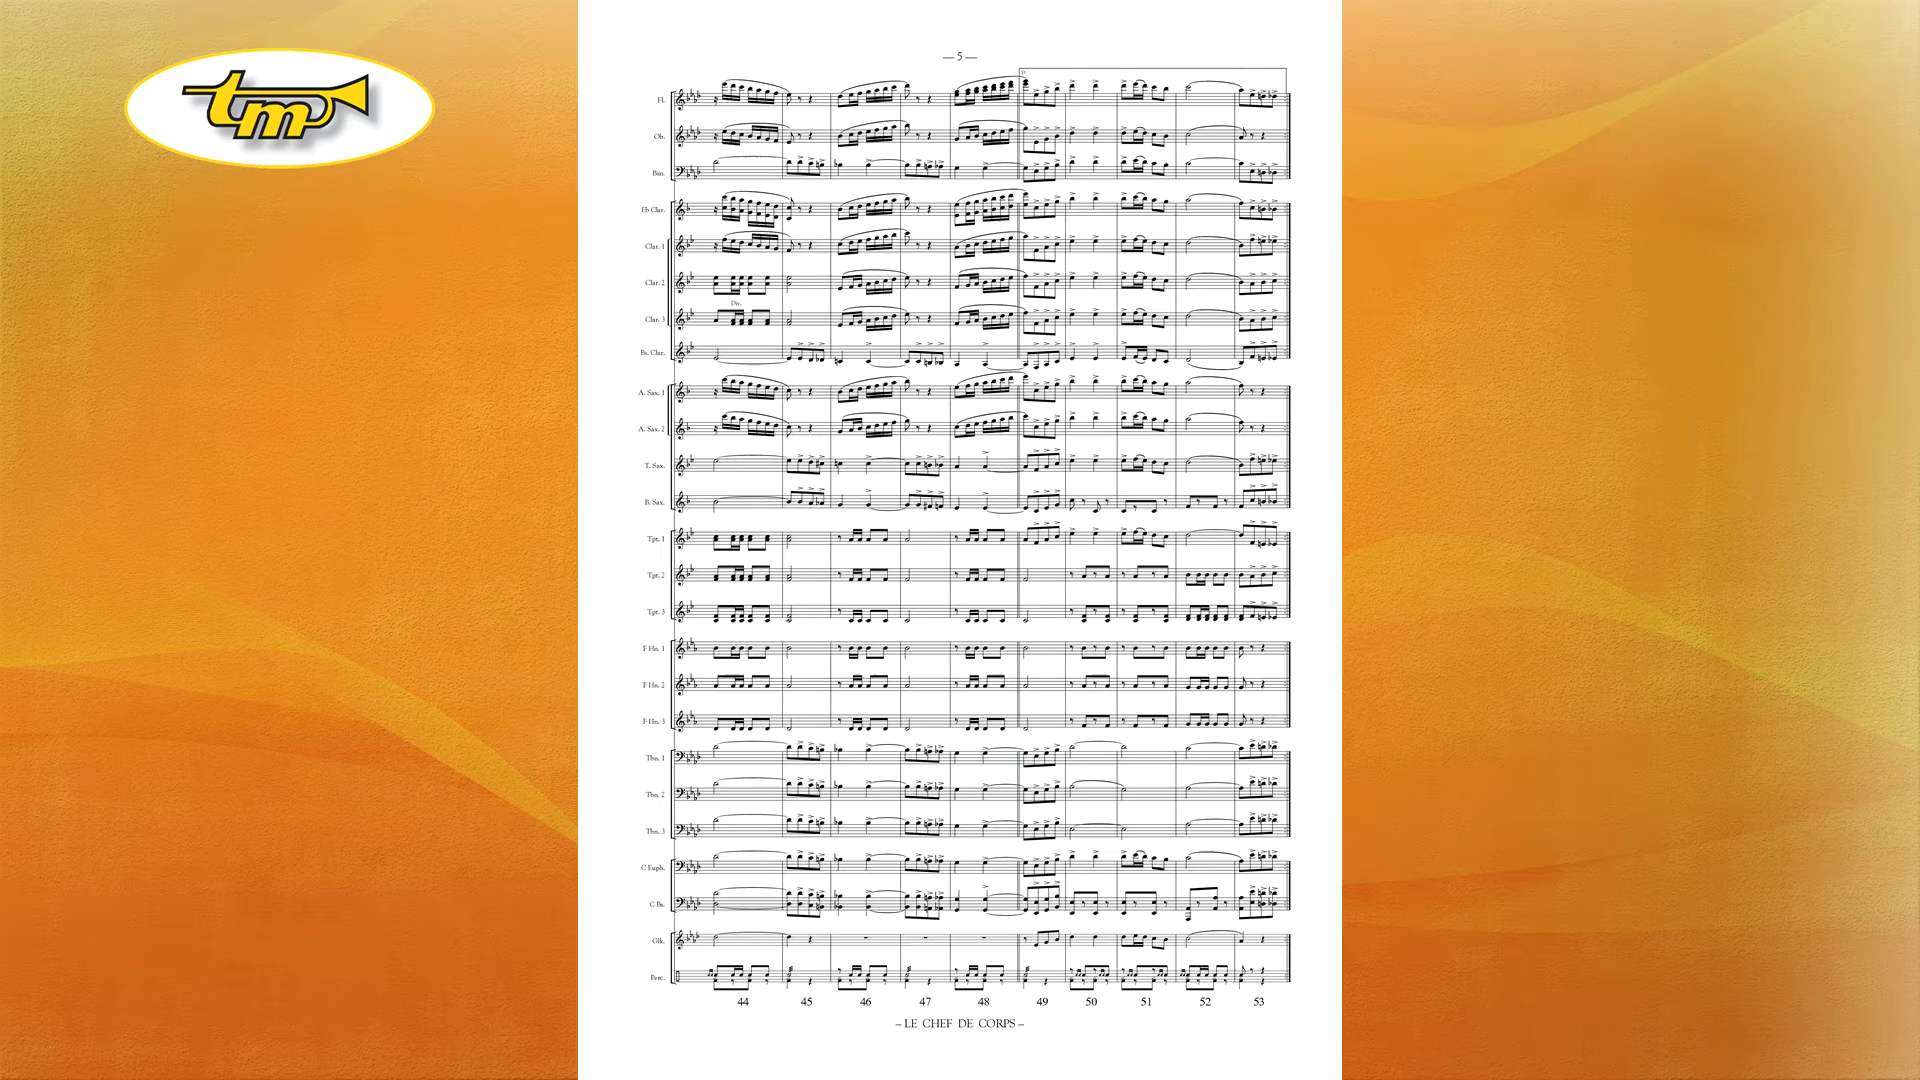 tm
— 5 —
Fl.
Ob.
Bsn.
Eb Clar.
Clar. 1
Clar. 2
Div.
Clar. 3
Bs. Clar.
A. Sax. 1
A. Sax. 2
T. Sax.
B. Sax.
Tpt. 1
Tpt. 2
Tpt. 3
F Hn. 1
F Hn. 2
F Hn. 3
Tbn. 1
Tbn. 2
Tbn. 3
C Euph.
C Bs.
Glk.
Perc.
44 45 46 47 48 49 50 51 52 53
– LE CHEF DE CORPS –